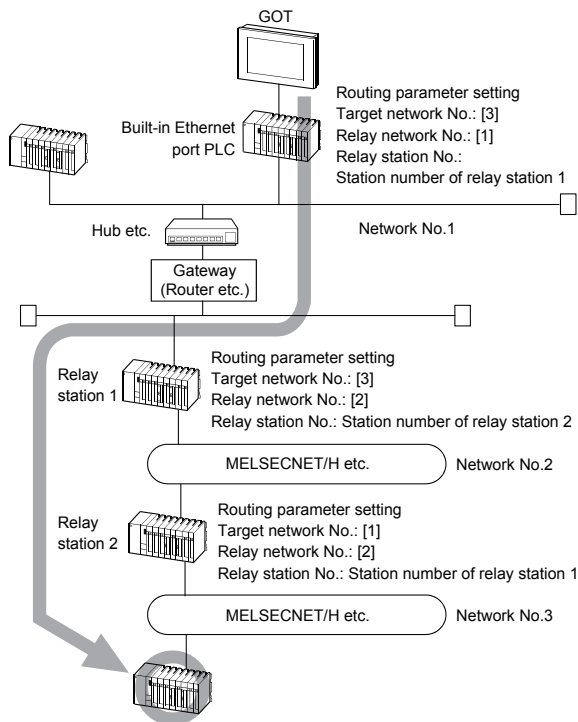 GOT
Routing parameter setting
Target network No.: [3]
Relay network No.: [1]
Relay station No.:
Station number of relay station 1
Built-in Ethernet
port PLC
Hub etc.
Network No.1
Gateway
(Router etc.)
Relay
station 1
Routing parameter setting
Target network No.: [3]
Relay network No.: [2]
Relay station No.: Station number of relay station 2
MELSECNET/H etc.
Network No.2
Relay
station 2
Routing parameter setting
Target network No.: [1]
Relay network No.: [2]
Relay station No.: Station number of relay station 1
MELSECNET/H etc.
Network No.3